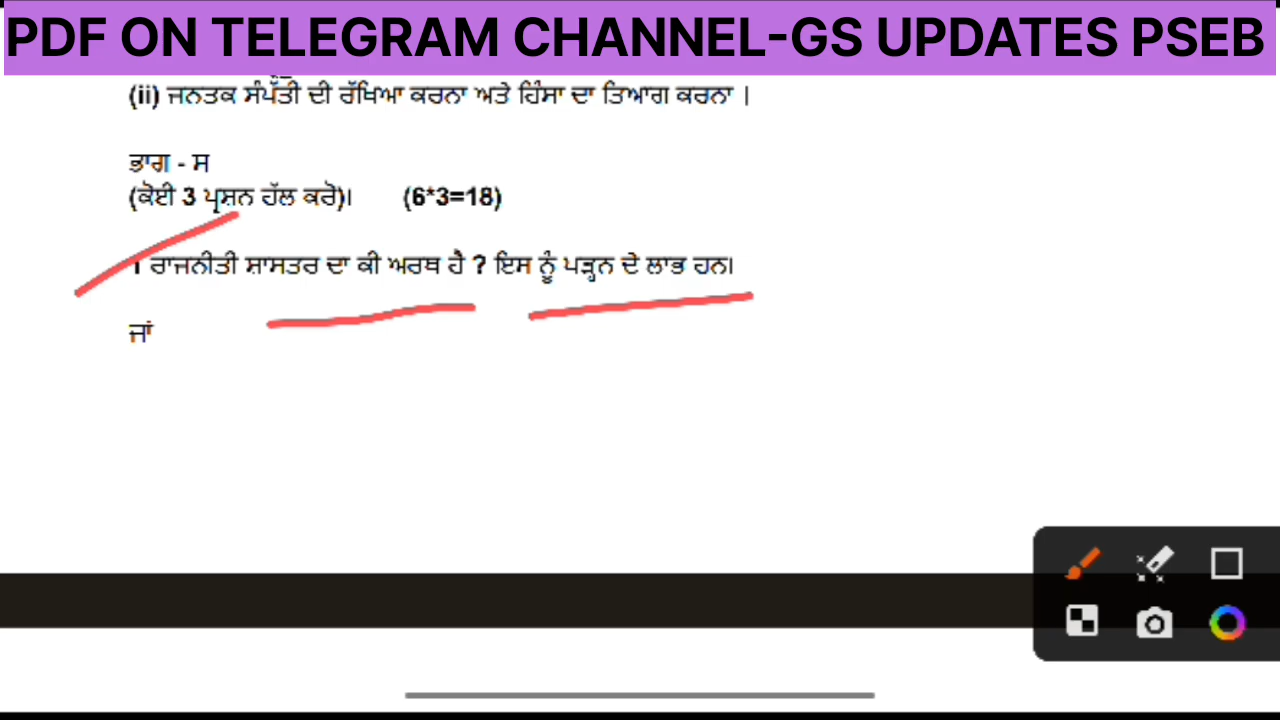 PDF ON TELEGRAM CHANNEL-GS UPDATES PSEB
(ii) ਜਨਤਕ ਸੰਪੱਤੀ ਦੀ ਰੱਖਿਆ ਕਰਨਾ ਅਤੇ ਹਿੰਸਾ ਦਾ ਤਿਆਗ ਕਰਨਾ ।
ਭਾਗ - ਸ
(ਕੋਈ 3 ਪ੍ਰਸ਼ਨ ਹੱਲ ਕਰੋ)। (6*3=18)
1 ਰਾਜਨੀਤੀ ਸ਼ਾਸਤਰ ਦਾ ਕੀ ਅਰਥ ਹੈ ? ਇਸ ਨੂੰ ਪੜ੍ਹਨ ਦੇ ਲਾਭ ਹਨ।
ਜਾਂ